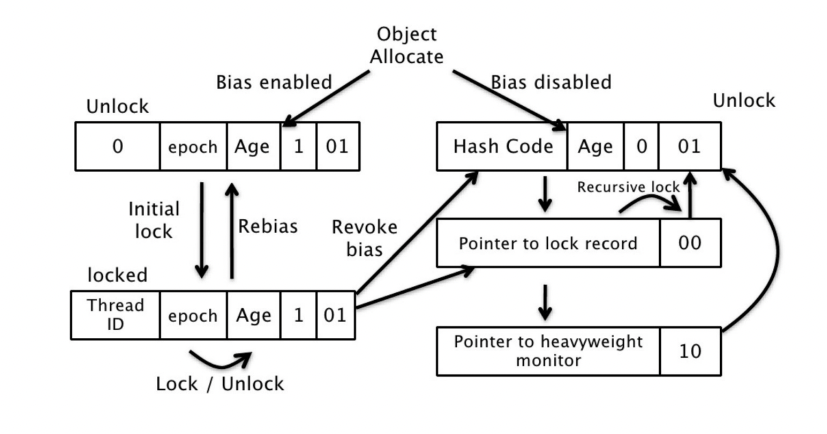 Object
Allocate
Bias enabled
Bias disabled
Unlock
Unlock
0 epoch Age 1 01
Hash Code Age 0 01
Recursive lock
Initial
lock
Rebias
Revoke
bias
Pointer to lock record 00
locked
Thread
ID
epoch Age 1 01
Pointer to heavyweight
monitor
10
Lock / Unlock